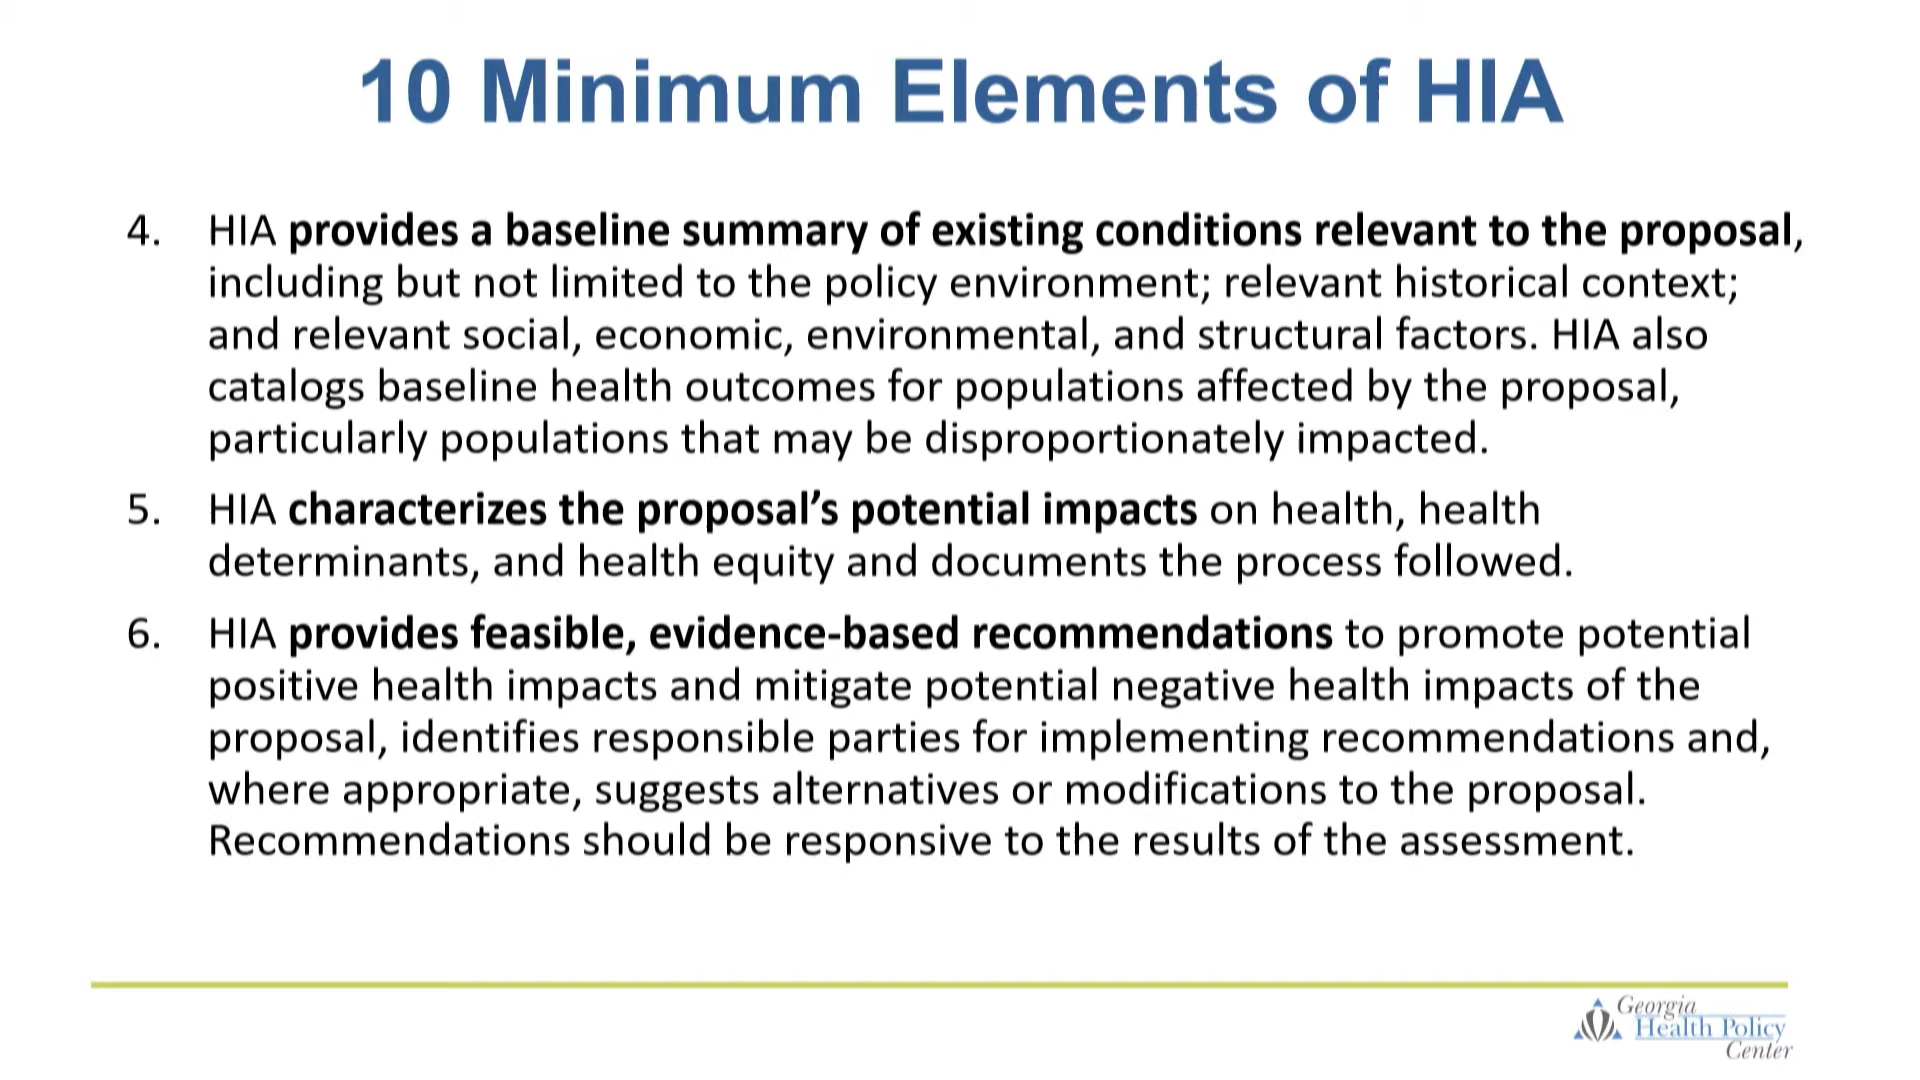 10 Minimum Elements of HIA
4. HIA provides a baseline summary of existing conditions relevant to the proposal,
including but not limited to the policy environment; relevant historical context;
and relevant social, economic, environmental, and structural factors. HIA also
catalogs baseline health outcomes for populations affected by the proposal,
particularly populations that may be disproportionately impacted.
5. HIA characterizes the proposal’s potential impacts on health, health
determinants, and health equity and documents the process followed.
6. HIA provides feasible, evidence-based recommendations to promote potential
positive health impacts and mitigate potential negative health impacts of the
proposal, identifies responsible parties for implementing recommendations and,
where appropriate, suggests alternatives or modifications to the proposal.
Recommendations should be responsive to the results of the assessment.
Georgia
Health Policy
Center